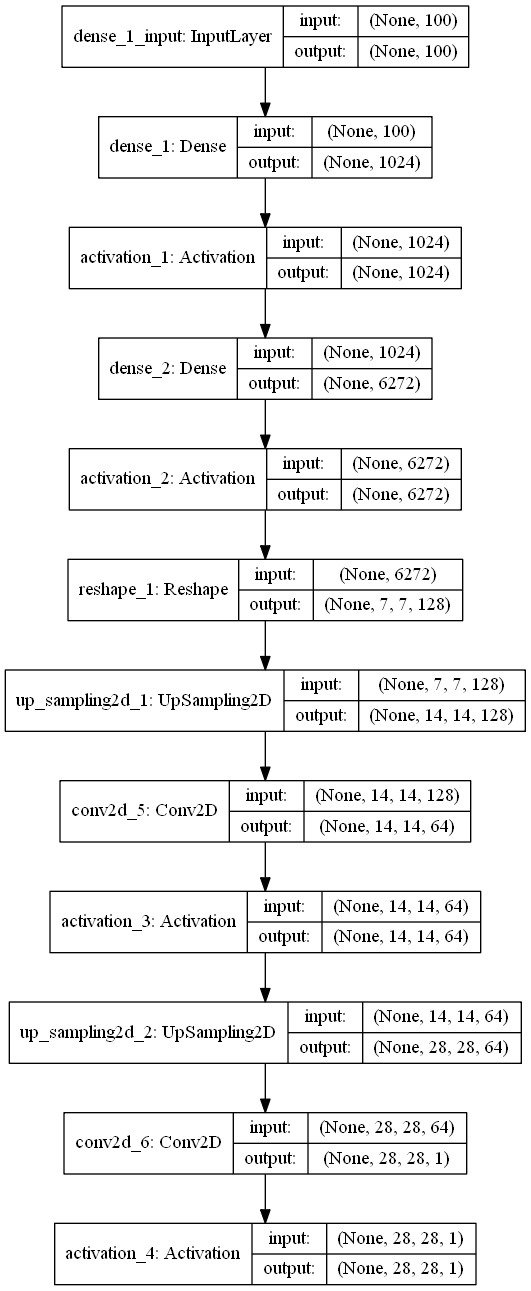 dense_1_input: InputLayer
input: (None, 100)
output: (None, 100)
dense_1: Dense
input: (None, 100)
output: (None, 1024)
activation_1: Activation
input: (None, 1024)
output: (None, 1024)
dense_2: Dense
input: (None, 1024)
output: (None, 6272)
activation_2: Activation
input: (None, 6272)
output: (None, 6272)
reshape_1: Reshape
input: (None, 6272)
output: (None, 7, 7, 128)
up_sampling2d_1: UpSampling2D
input: (None, 7, 7, 128)
output: (None, 14, 14, 128)
conv2d_5: Conv2D
input: (None, 14, 14, 128)
output: (None, 14, 14, 64)
activation_3: Activation
input: (None, 14, 14, 64)
output: (None, 14, 14, 64)
up_sampling2d_2: UpSampling2D
input: (None, 14, 14, 64)
output: (None, 28, 28, 64)
conv2d_6: Conv2D
input: (None, 28, 28, 64)
output: (None, 28, 28, 1)
activation_4: Activation
input: (None, 28, 28, 1)
output: (None, 28, 28, 1)